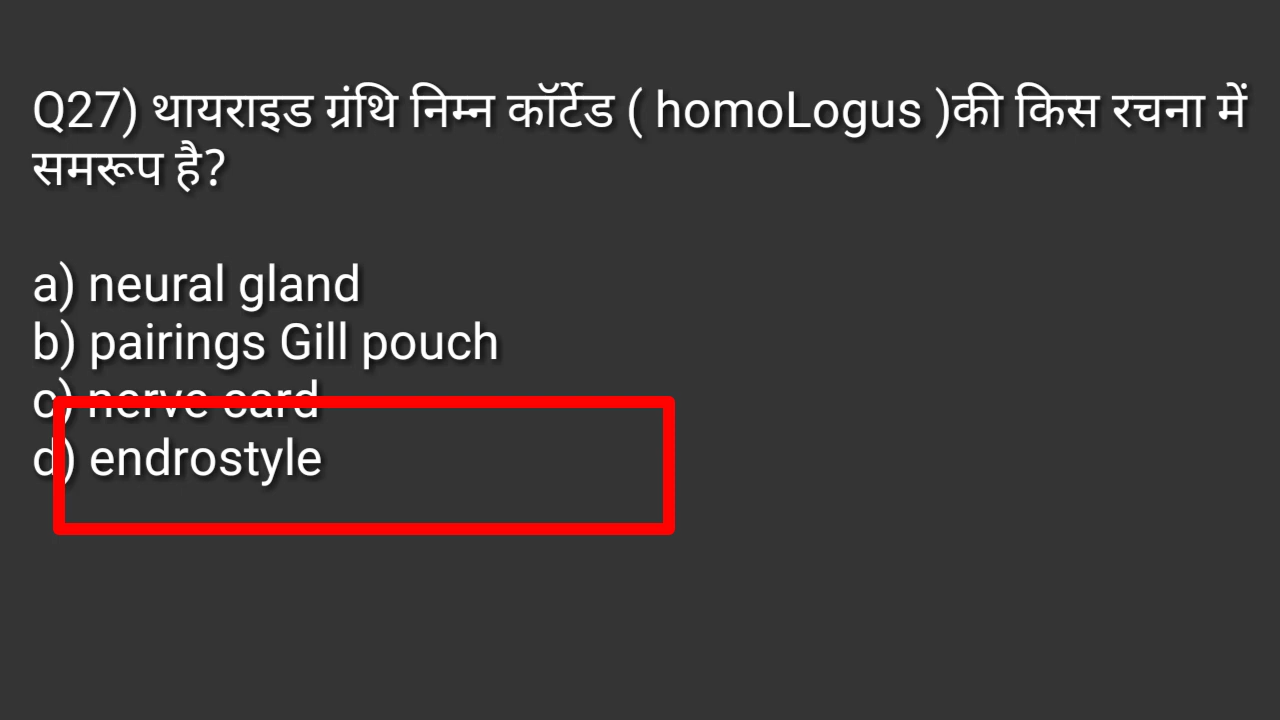 Q27) थायराइड ग्रंथि निम्न कॉर्टेड ( homoLogus )की किस रचना में
समरूप है?
a) neural gland
b) pairings Gill pouch
c) nerve card
d) endrostyle